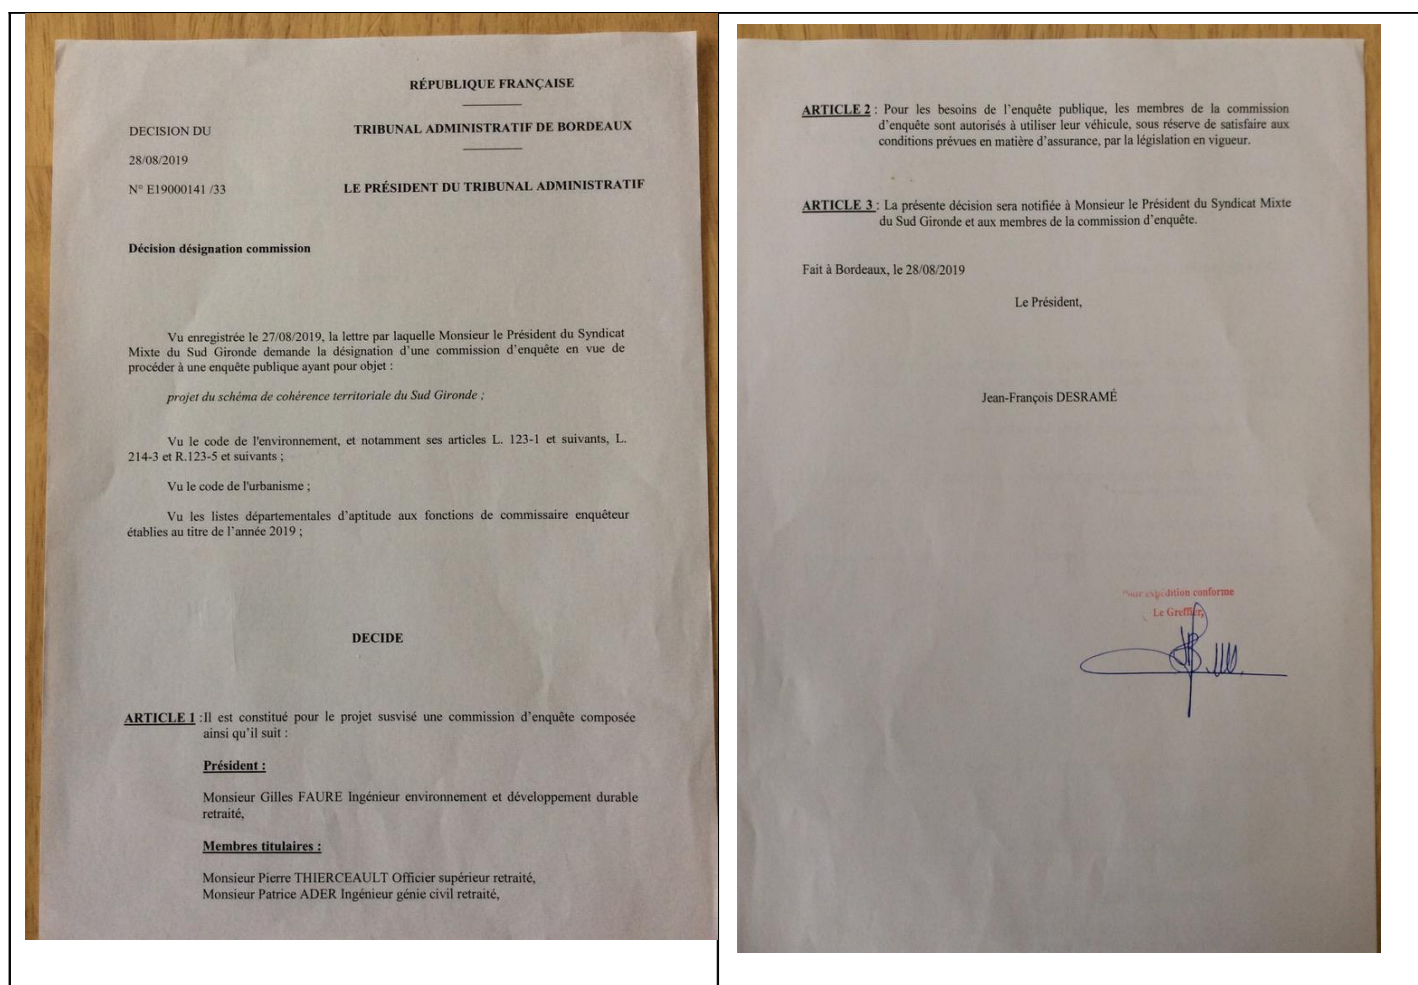 RÉPUBLIQUE FRANÇAISE
DECISION DU
TRIBUNAL ADMINISTRATIF DE BORDEAUX
28/08/2019
N° E19000141 /33
LE PRÉSIDENT DU TRIBUNAL ADMINISTRATIF
Décision désignation commission
Vu enregistrée le 27/08/2019, la lettre par laquelle Monsieur le Président du Syndicat
Mixte du Sud Gironde demande la désignation d'une commission d'enquête en vue de
procéder à une enquête publique ayant pour objet :
projet du schéma de cohérence territoriale du Sud Gironde ;
Vu le code de l'environnement, et notamment ses articles L. 123-1 et suivants, L.
214-3 et R.123-5 et suivants ;
Vu le code de l'urbanisme ;
Vu les listes départementales d'aptitude aux fonctions de commissaire enquêteur
établies au titre de l'année 2019 ;
DECIDE
ARTICLE 1 :Il est constitué pour le projet susvisé une commission d'enquête composée
ainsi qu'il suit :
Président :
Monsieur Gilles FAURE Ingénieur environnement et développement durable
retraité,
Membres titulaires :
Monsieur Pierre THIERCEAULT Officier supérieur retraité,
Monsieur Patrice ADER Ingénieur génie civil retraité,
ARTICLE 2 : Pour les besoins de l'enquête publique, les membres de la commission
d'enquête sont autorisés à utiliser leur véhicule, sous réserve de satisfaire aux
conditions prévues en matière d'assurance, par la législation en vigueur.
ARTICLE 3 : La présente décision sera notifiée à Monsieur le Président du Syndicat Mixte
du Sud Gironde et aux membres de la commission d'enquête.
Fait à Bordeaux, le 28/08/2019
Le Président,
Jean-François DESRAMÉ
Pour expédition conforme
Le Greffier,